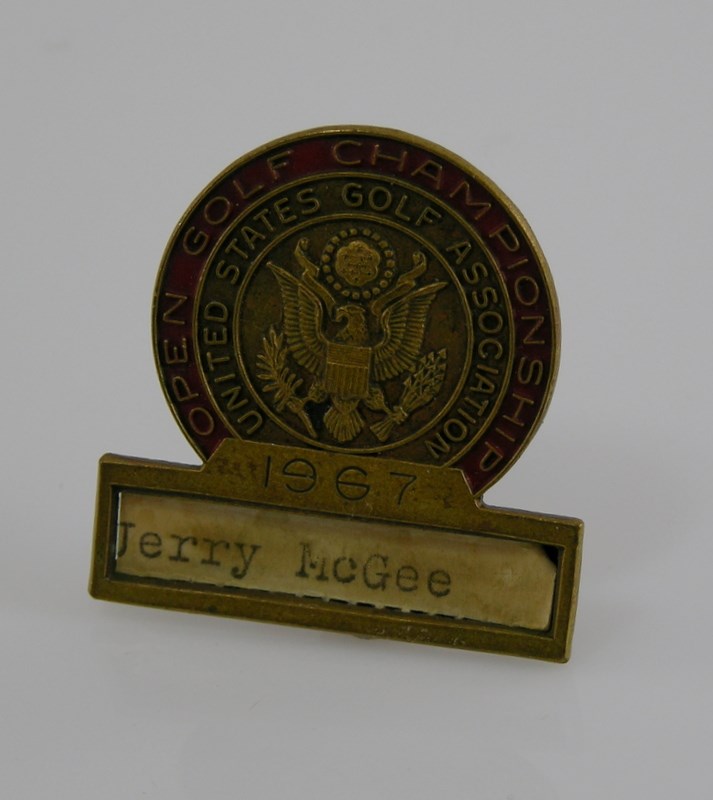 OPEN GOLF CHAMPIONSHIP
UNITED STATES GOLF ASSOCIATION
1967
Jerry McGee